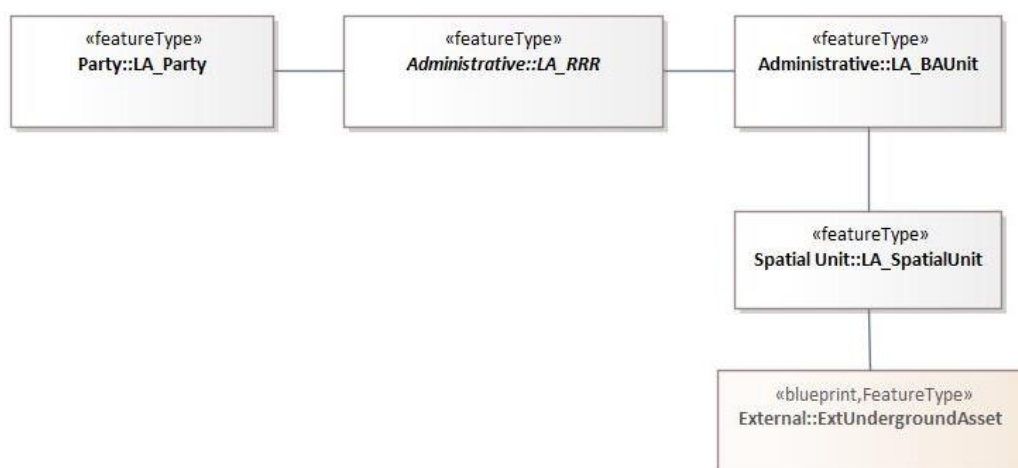 «featureType»
Party::LA_Party
«featureType»
Administrative::LA_RRR
«featureType»
Administrative::LA_BAUnit
«featureType»
Spatial Unit::LA_SpatialUnit
«blueprint,FeatureType»
External::ExtUndergroundAsset